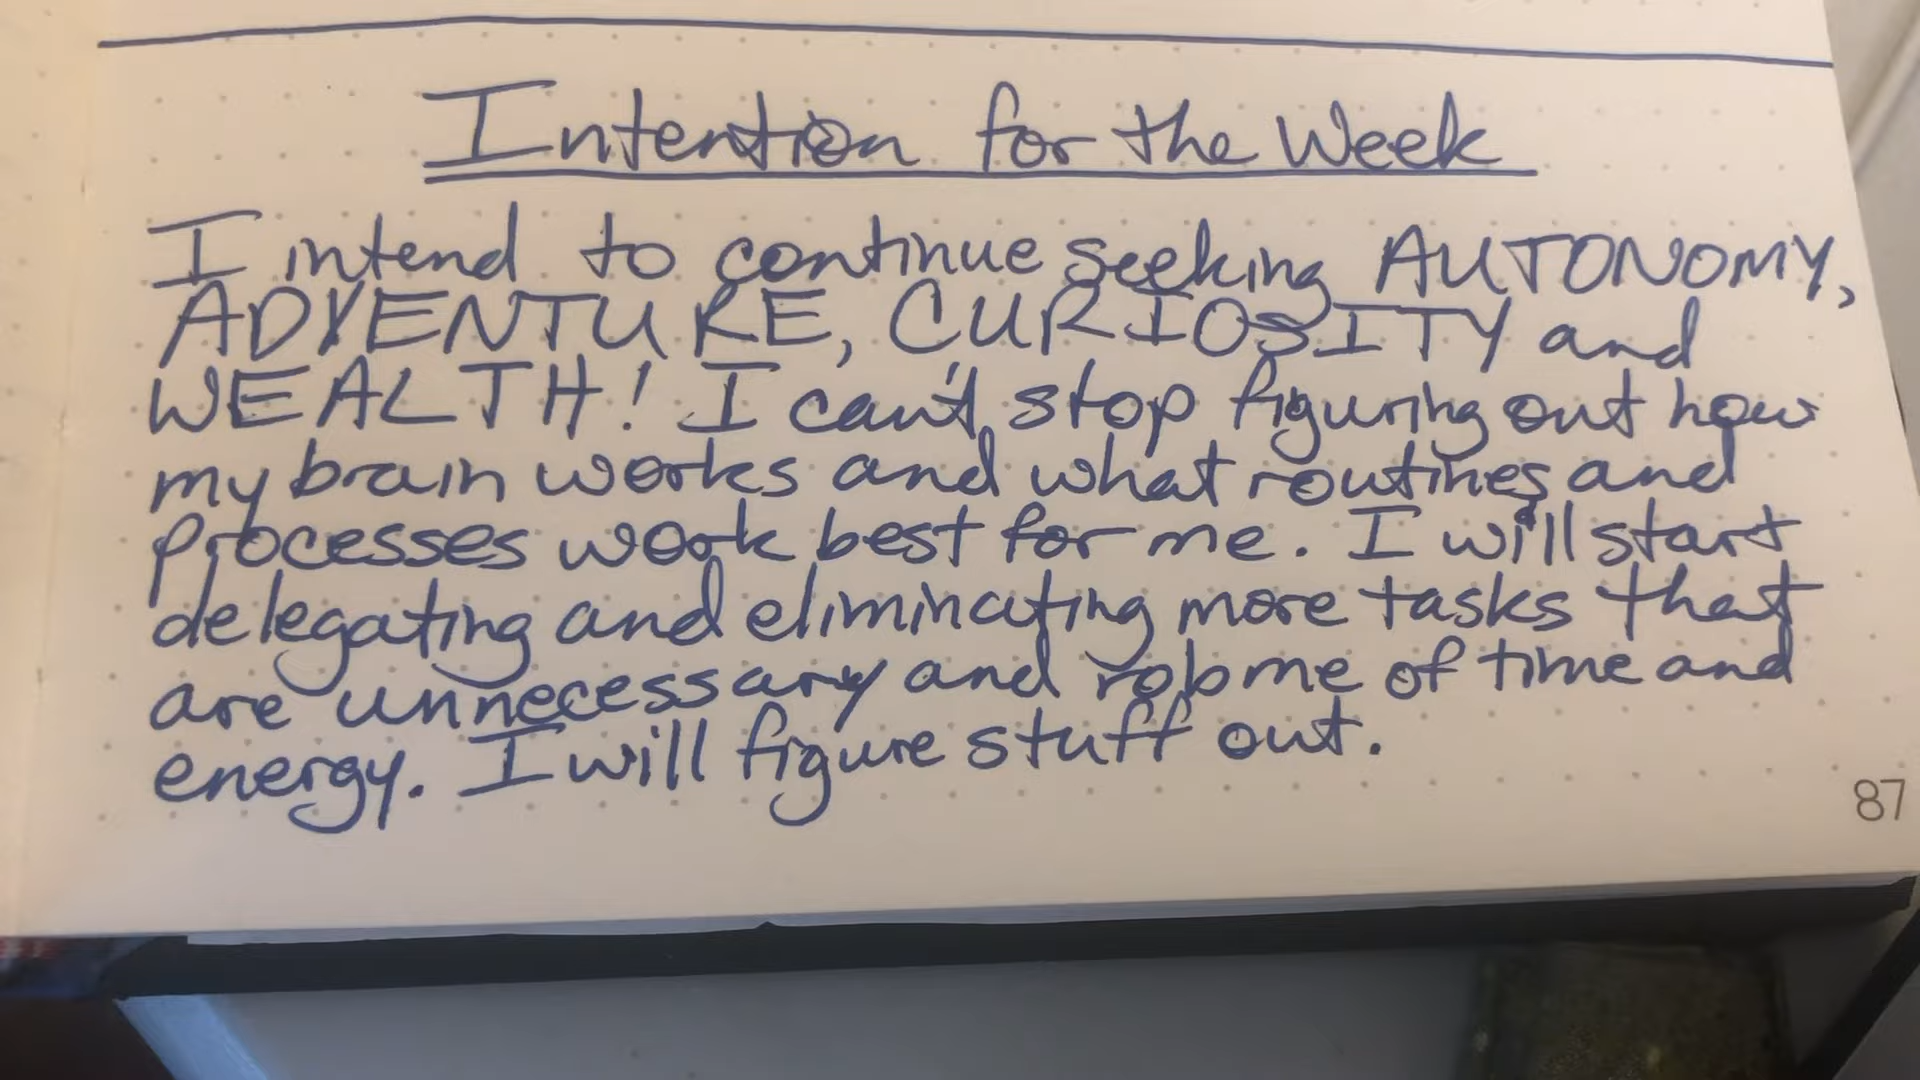 Intention for the Week
I intend to continue seeking AUTONOMY,
ADVENTURE, CURIOSITY and
WEALTH! I can't stop figuring out how
my brain works and what routines and
processes work best for me. I will start
delegating and eliminating more tasks that
are unnecessary and rob me of time and
energy. I will figure stuff out.
87